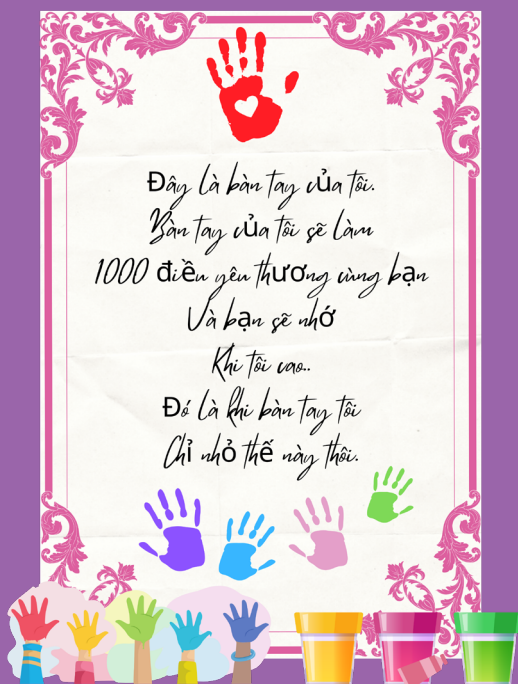 Đây là bàn tay của tôi.
Bàn tay của tôi sẽ làm
1000 điều yêu thương cùng bạn
Và bạn sẽ nhớ
Khi tôi cao..
Đó là khi bàn tay tôi
Chỉ nhỏ thế này thôi.